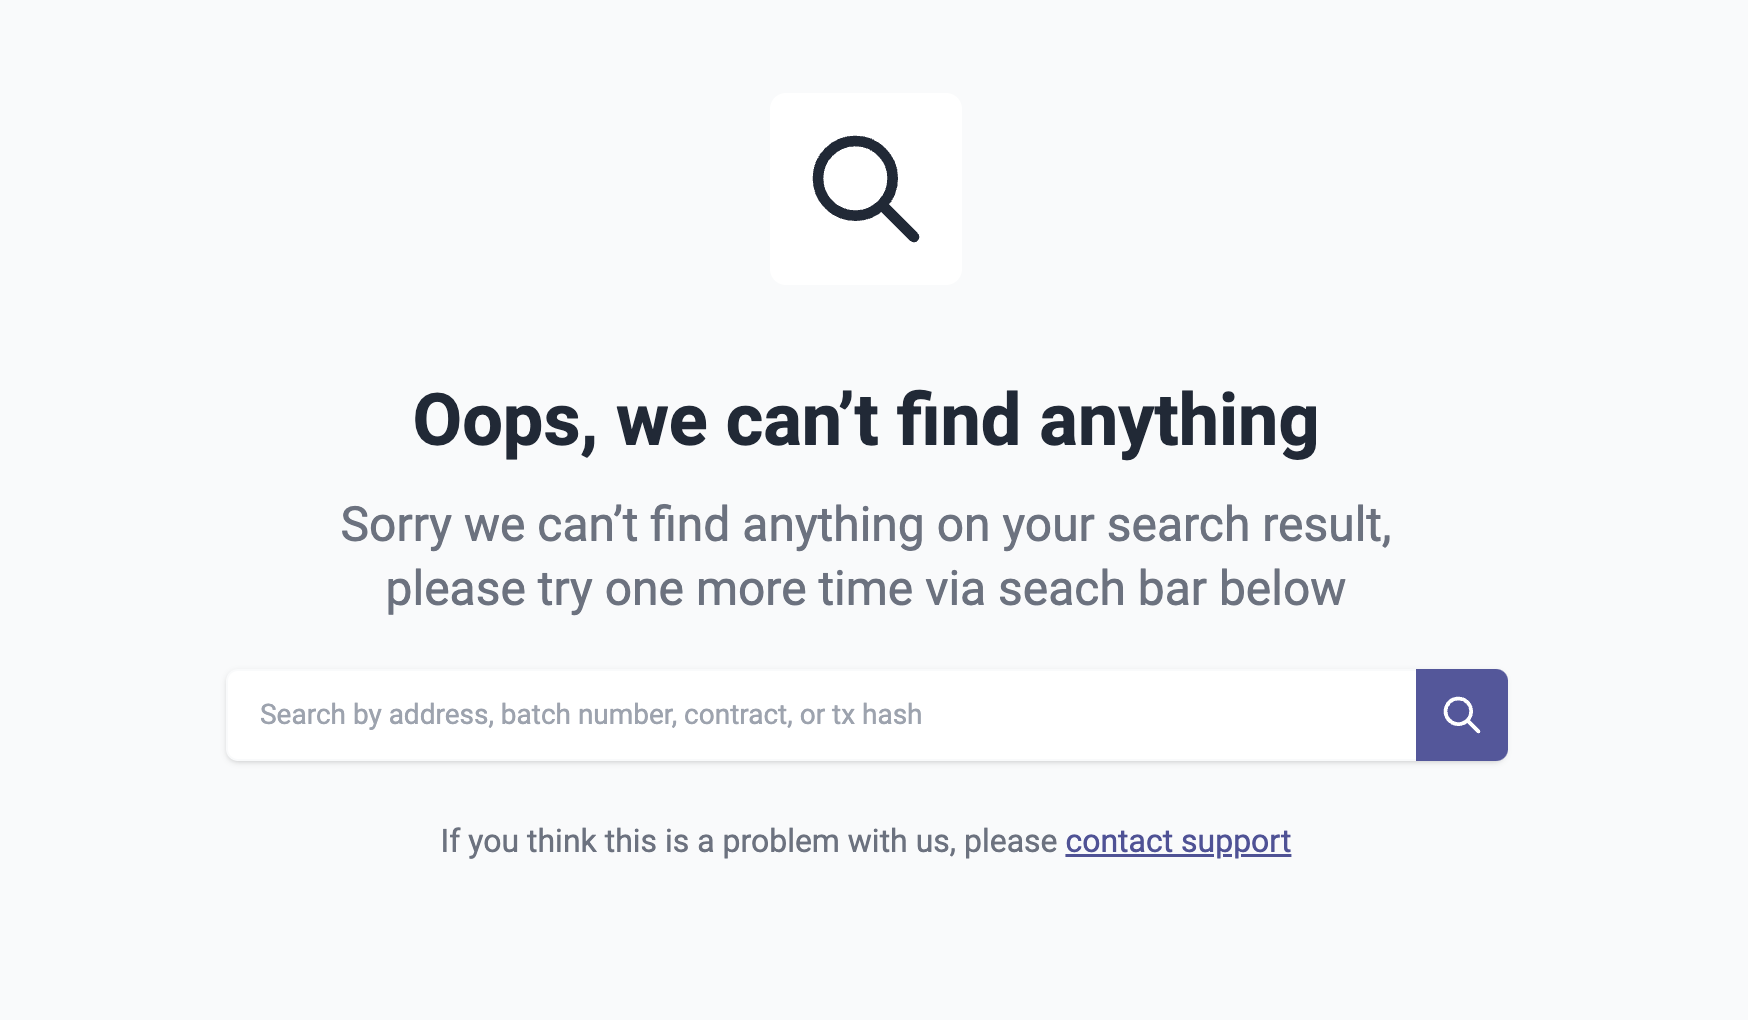 Oops, we can’t find anything
Sorry we can’t find anything on your search result,
please try one more time via seach bar below
Search by address, batch number, contract, or tx hash
If you think this is a problem with us, please contact support